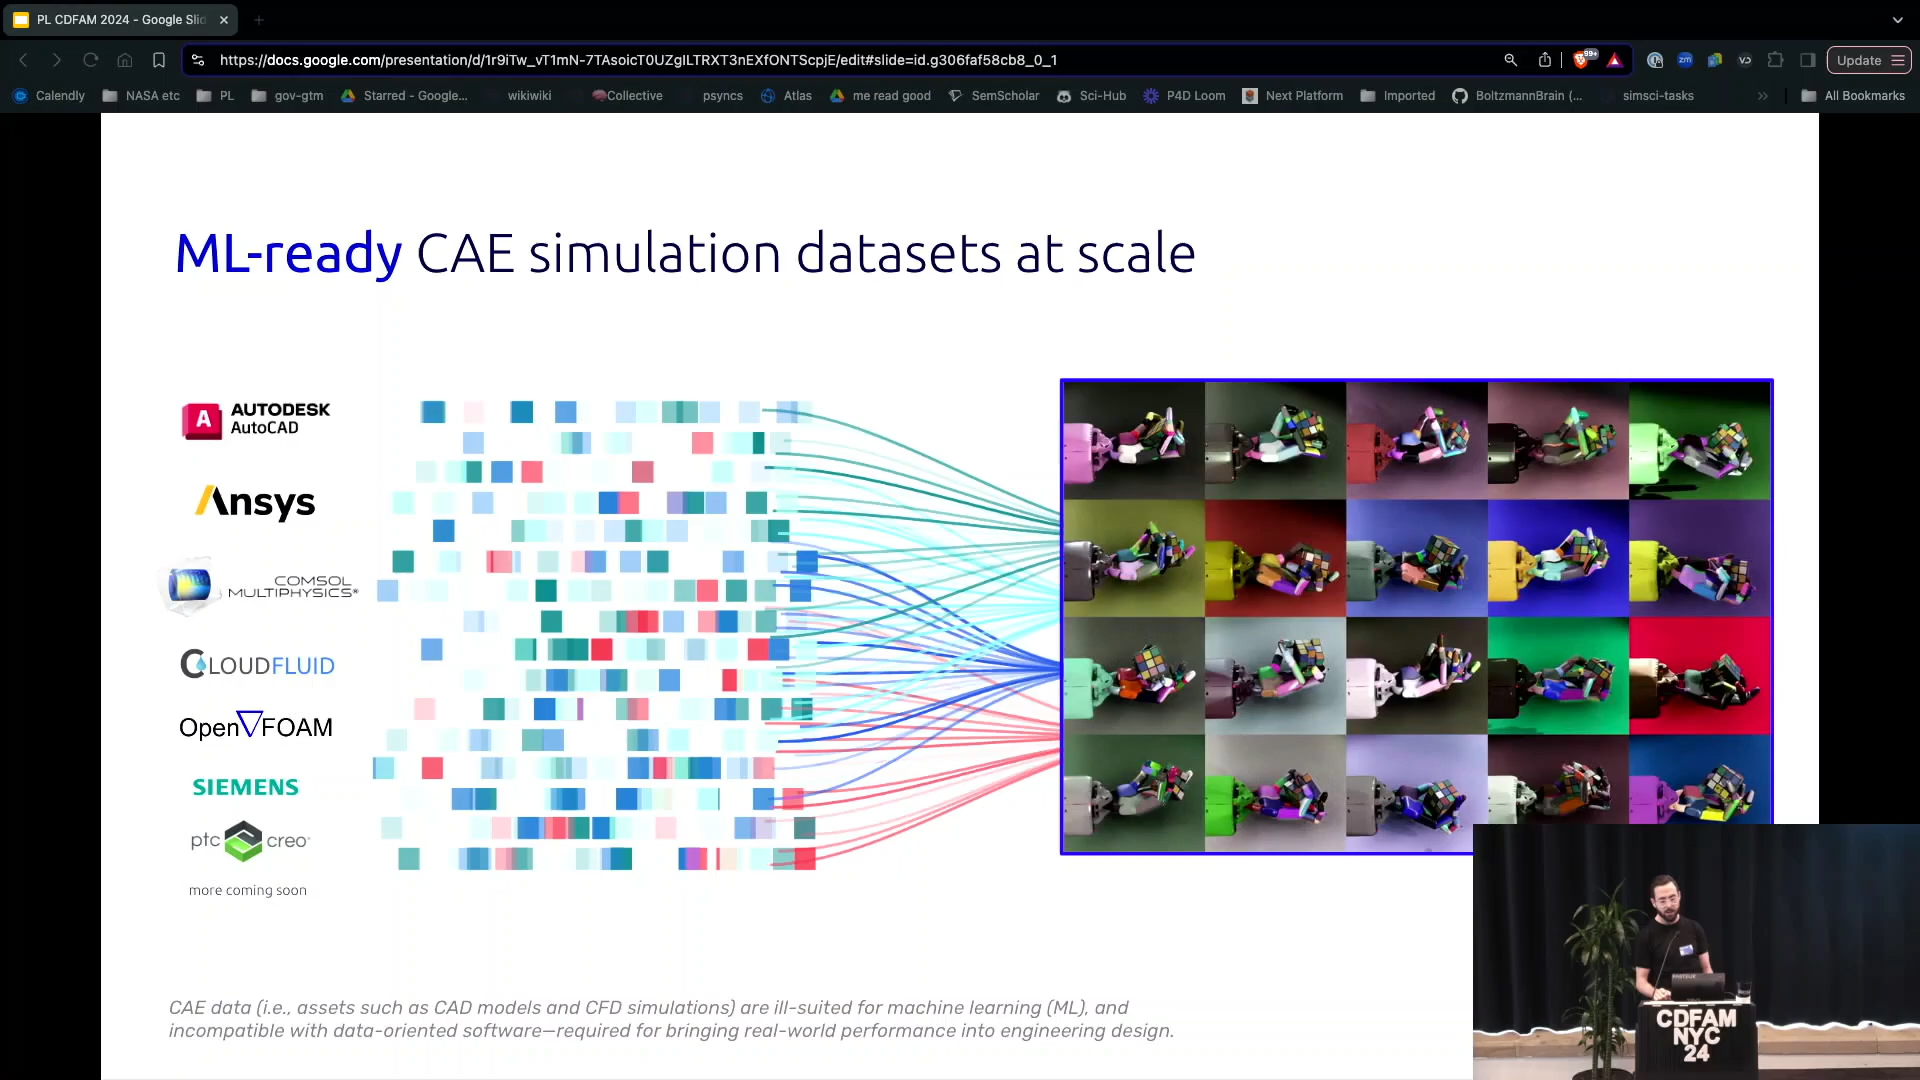 PL CDFAM 2024 - Google Slid
https://docs.google.com/presentation/d/1r9iTw_vT1mN-7TAsoicT0UZgILTRXT3nEXfONTScpjE/edit#slide=id.g306faf58cb8_0_1
99+
zm
Update
Calendly
NASA etc
PL
gov-gtm
Starred - Google...
wikiwiki
Collective
psyncs
Atlas
me read good
SemScholar
Sci-Hub
P4D Loom
Next Platform
Imported
BoltzmannBrain (...
simsci-tasks
All Bookmarks
ML-ready CAE simulation datasets at scale
A AUTODESK
AutoCAD
Ansys
COMSOL
MULTIPHYSICS®
CLOUDFLUID
OpenFOAM
SIEMENS
ptc creo®
more coming soon
CAE data (i.e., assets such as CAD models and CFD simulations) are ill-suited for machine learning (ML), and
incompatible with data-oriented software—required for bringing real-world performance into engineering design.
CDFAM
NYC
24